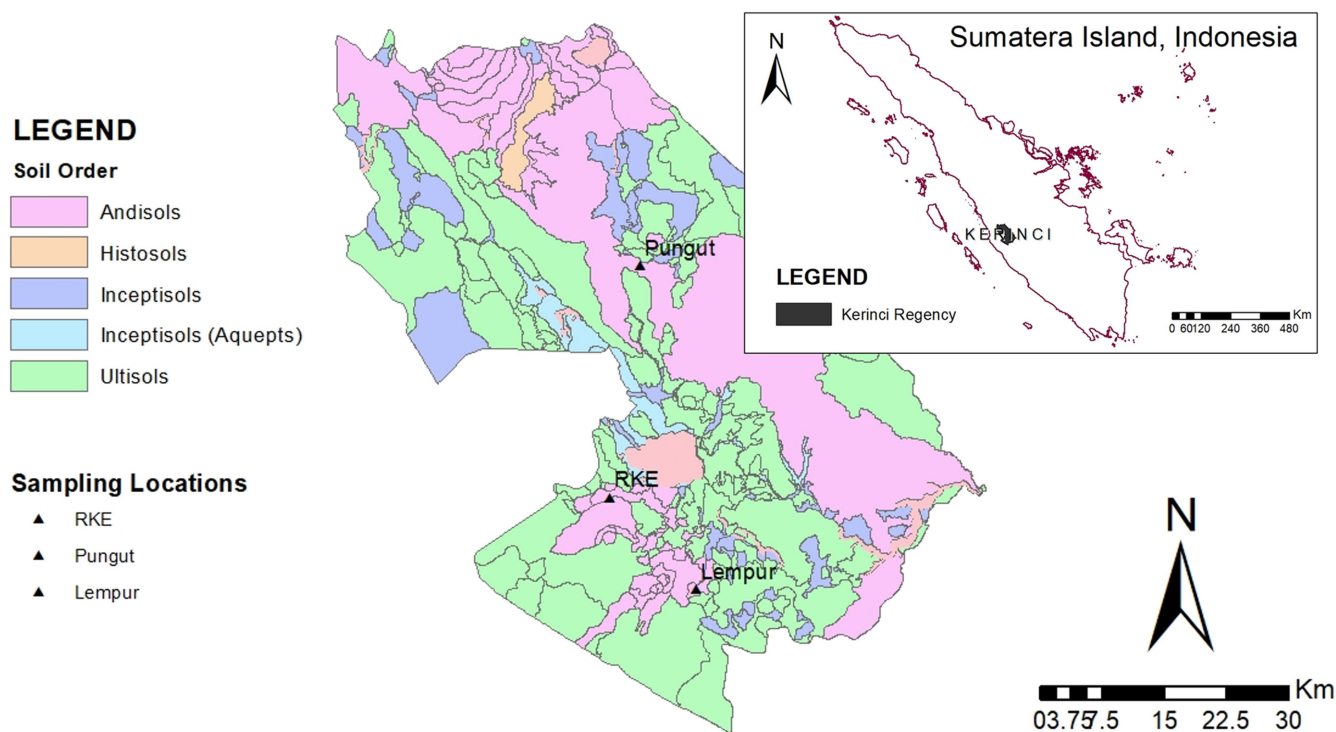 LEGEND
Soil Order
Andisols
Histosols
Inceptisols
Inceptisols (Aquepts)
Ultisols
Sampling Locations
RKE
Pungut
Lempur
Pungut
RKE
Lempur
Sumatera Island, Indonesia
N
KERINCI
LEGEND
Kerinci Regency
Km
0 60120 240 360 480
N
Km
03.757.5 15 22.5 30